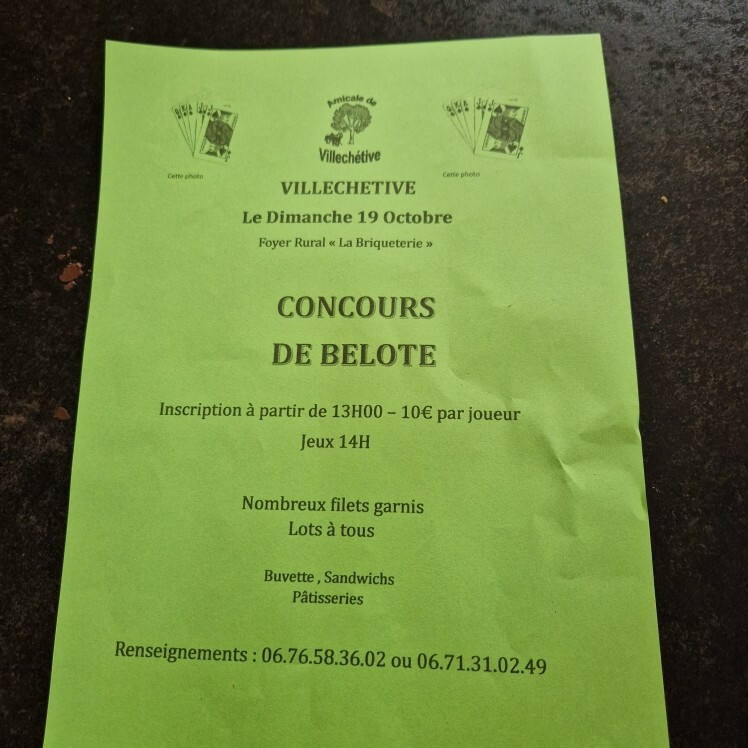 Amicale de
Villechétive
Cette photo
Cette photo
VILLECHETIVE
Le Dimanche 19 Octobre
Foyer Rural « La Briqueterie »
CONCOURS
DE BELOTE
Inscription à partir de 13H00 – 10€ par joueur
Jeux 14H
Nombreux filets garnis
Lots à tous
Buvette , Sandwichs
Pâtisseries
Renseignements : 06.76.58.36.02 ou 06.71.31.02.49